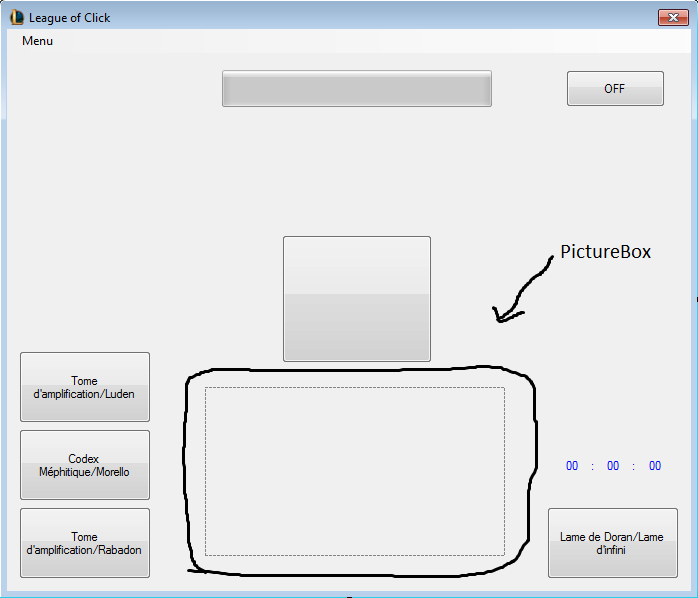 League of Click
Menu
OFF
PictureBox
Tome
d'amplification/Luden
Codex
Méphitique/Morello
00 : 00 : 00
Tome
d'amplification/Rabadon
Lame de Doran/Lame
d'infini